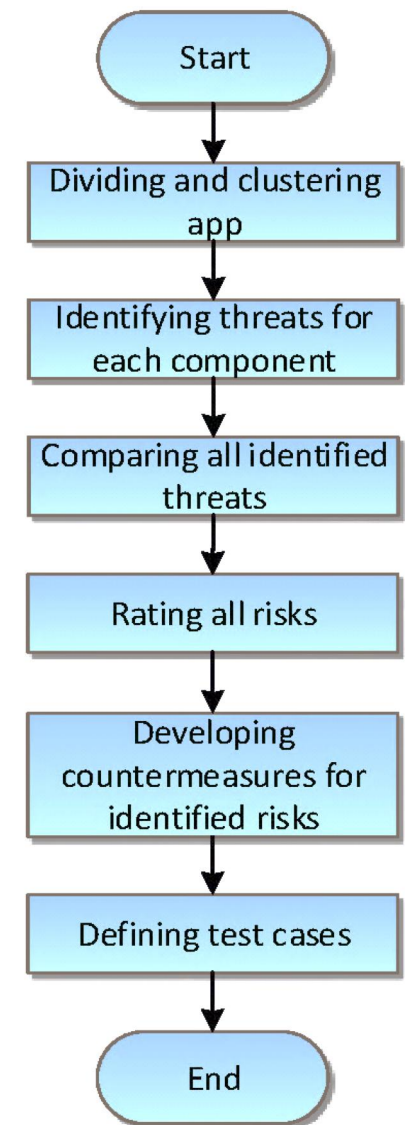 Start
Dividing and clustering
app
Identifying threats for
each component
Comparing all identified
threats
Rating all risks
Developing
countermeasures for
identified risks
Defining test cases
End